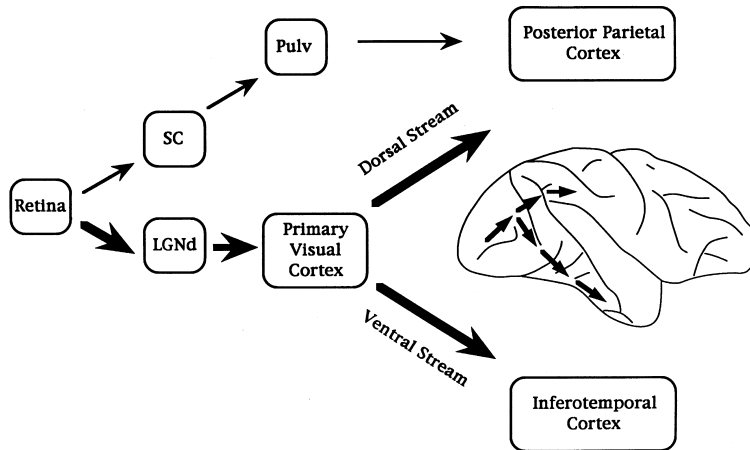 Pulv
Posterior Parietal
Cortex
SC
Dorsal Stream
Retina
LGNd
Primary
Visual
Cortex
Ventral Stream
Inferotemporal
Cortex